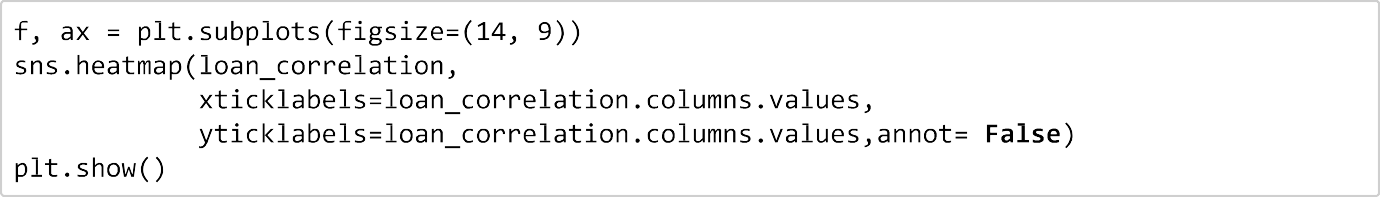 f, ax = plt.subplots(figsize=(14, 9))
sns.heatmap(loan_correlation,
            xticklabels=loan_correlation.columns.values,
            yticklabels=loan_correlation.columns.values,annot= False)
plt.show()